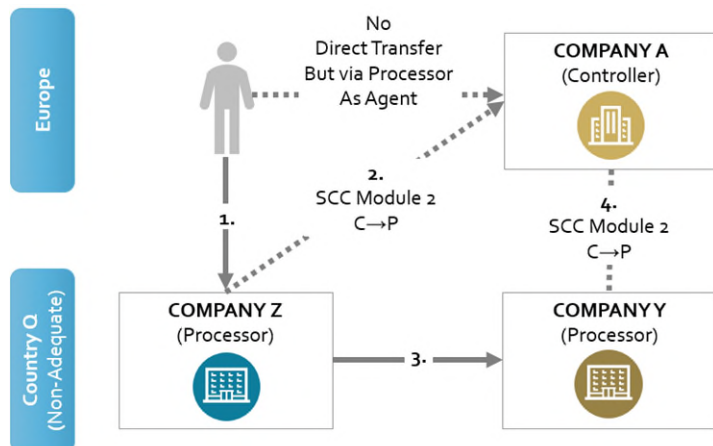 No
Direct Transfer
But via Processor
As Agent
COMPANY A
(Controller)
Europe
1.
2.
SCC Module 2
C→P
4.
SCC Module 2
C→P
Country Q
(Non-Adequate)
COMPANY Z
(Processor)
3.
COMPANY Y
(Processor)